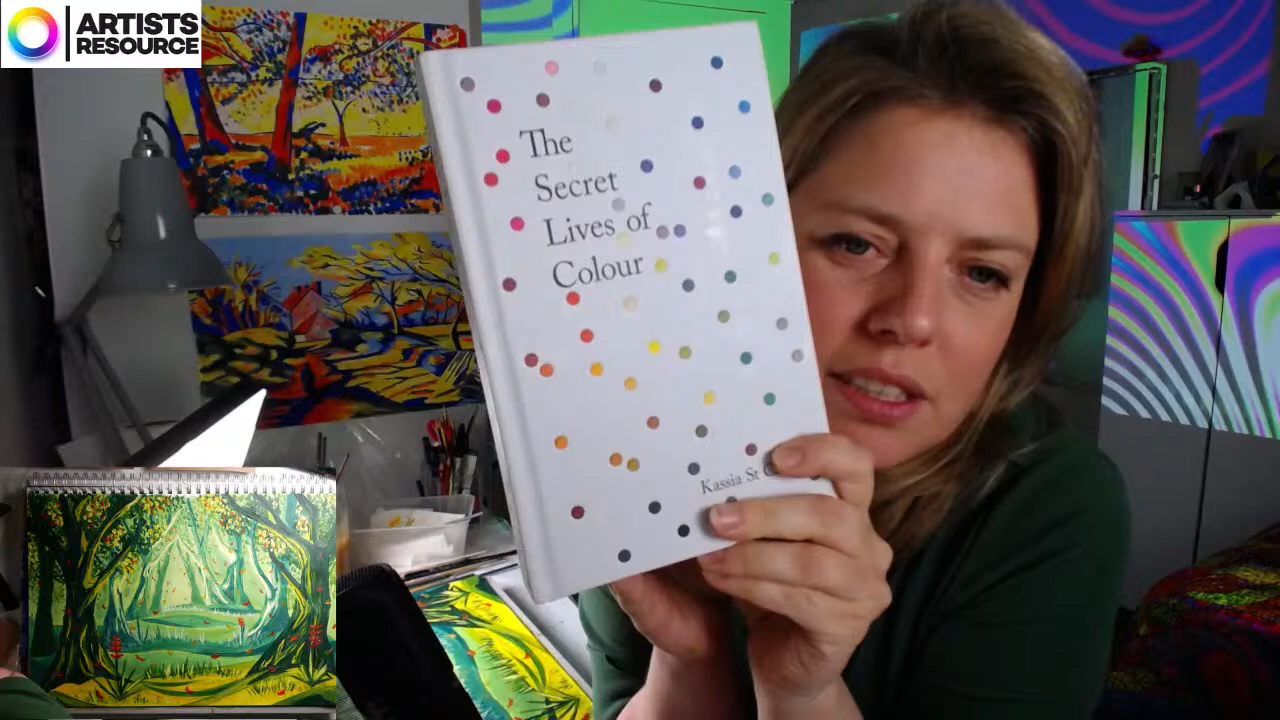 ARTISTS
RESOURCE
The
Secret
Lives of
Colour
Kassia St